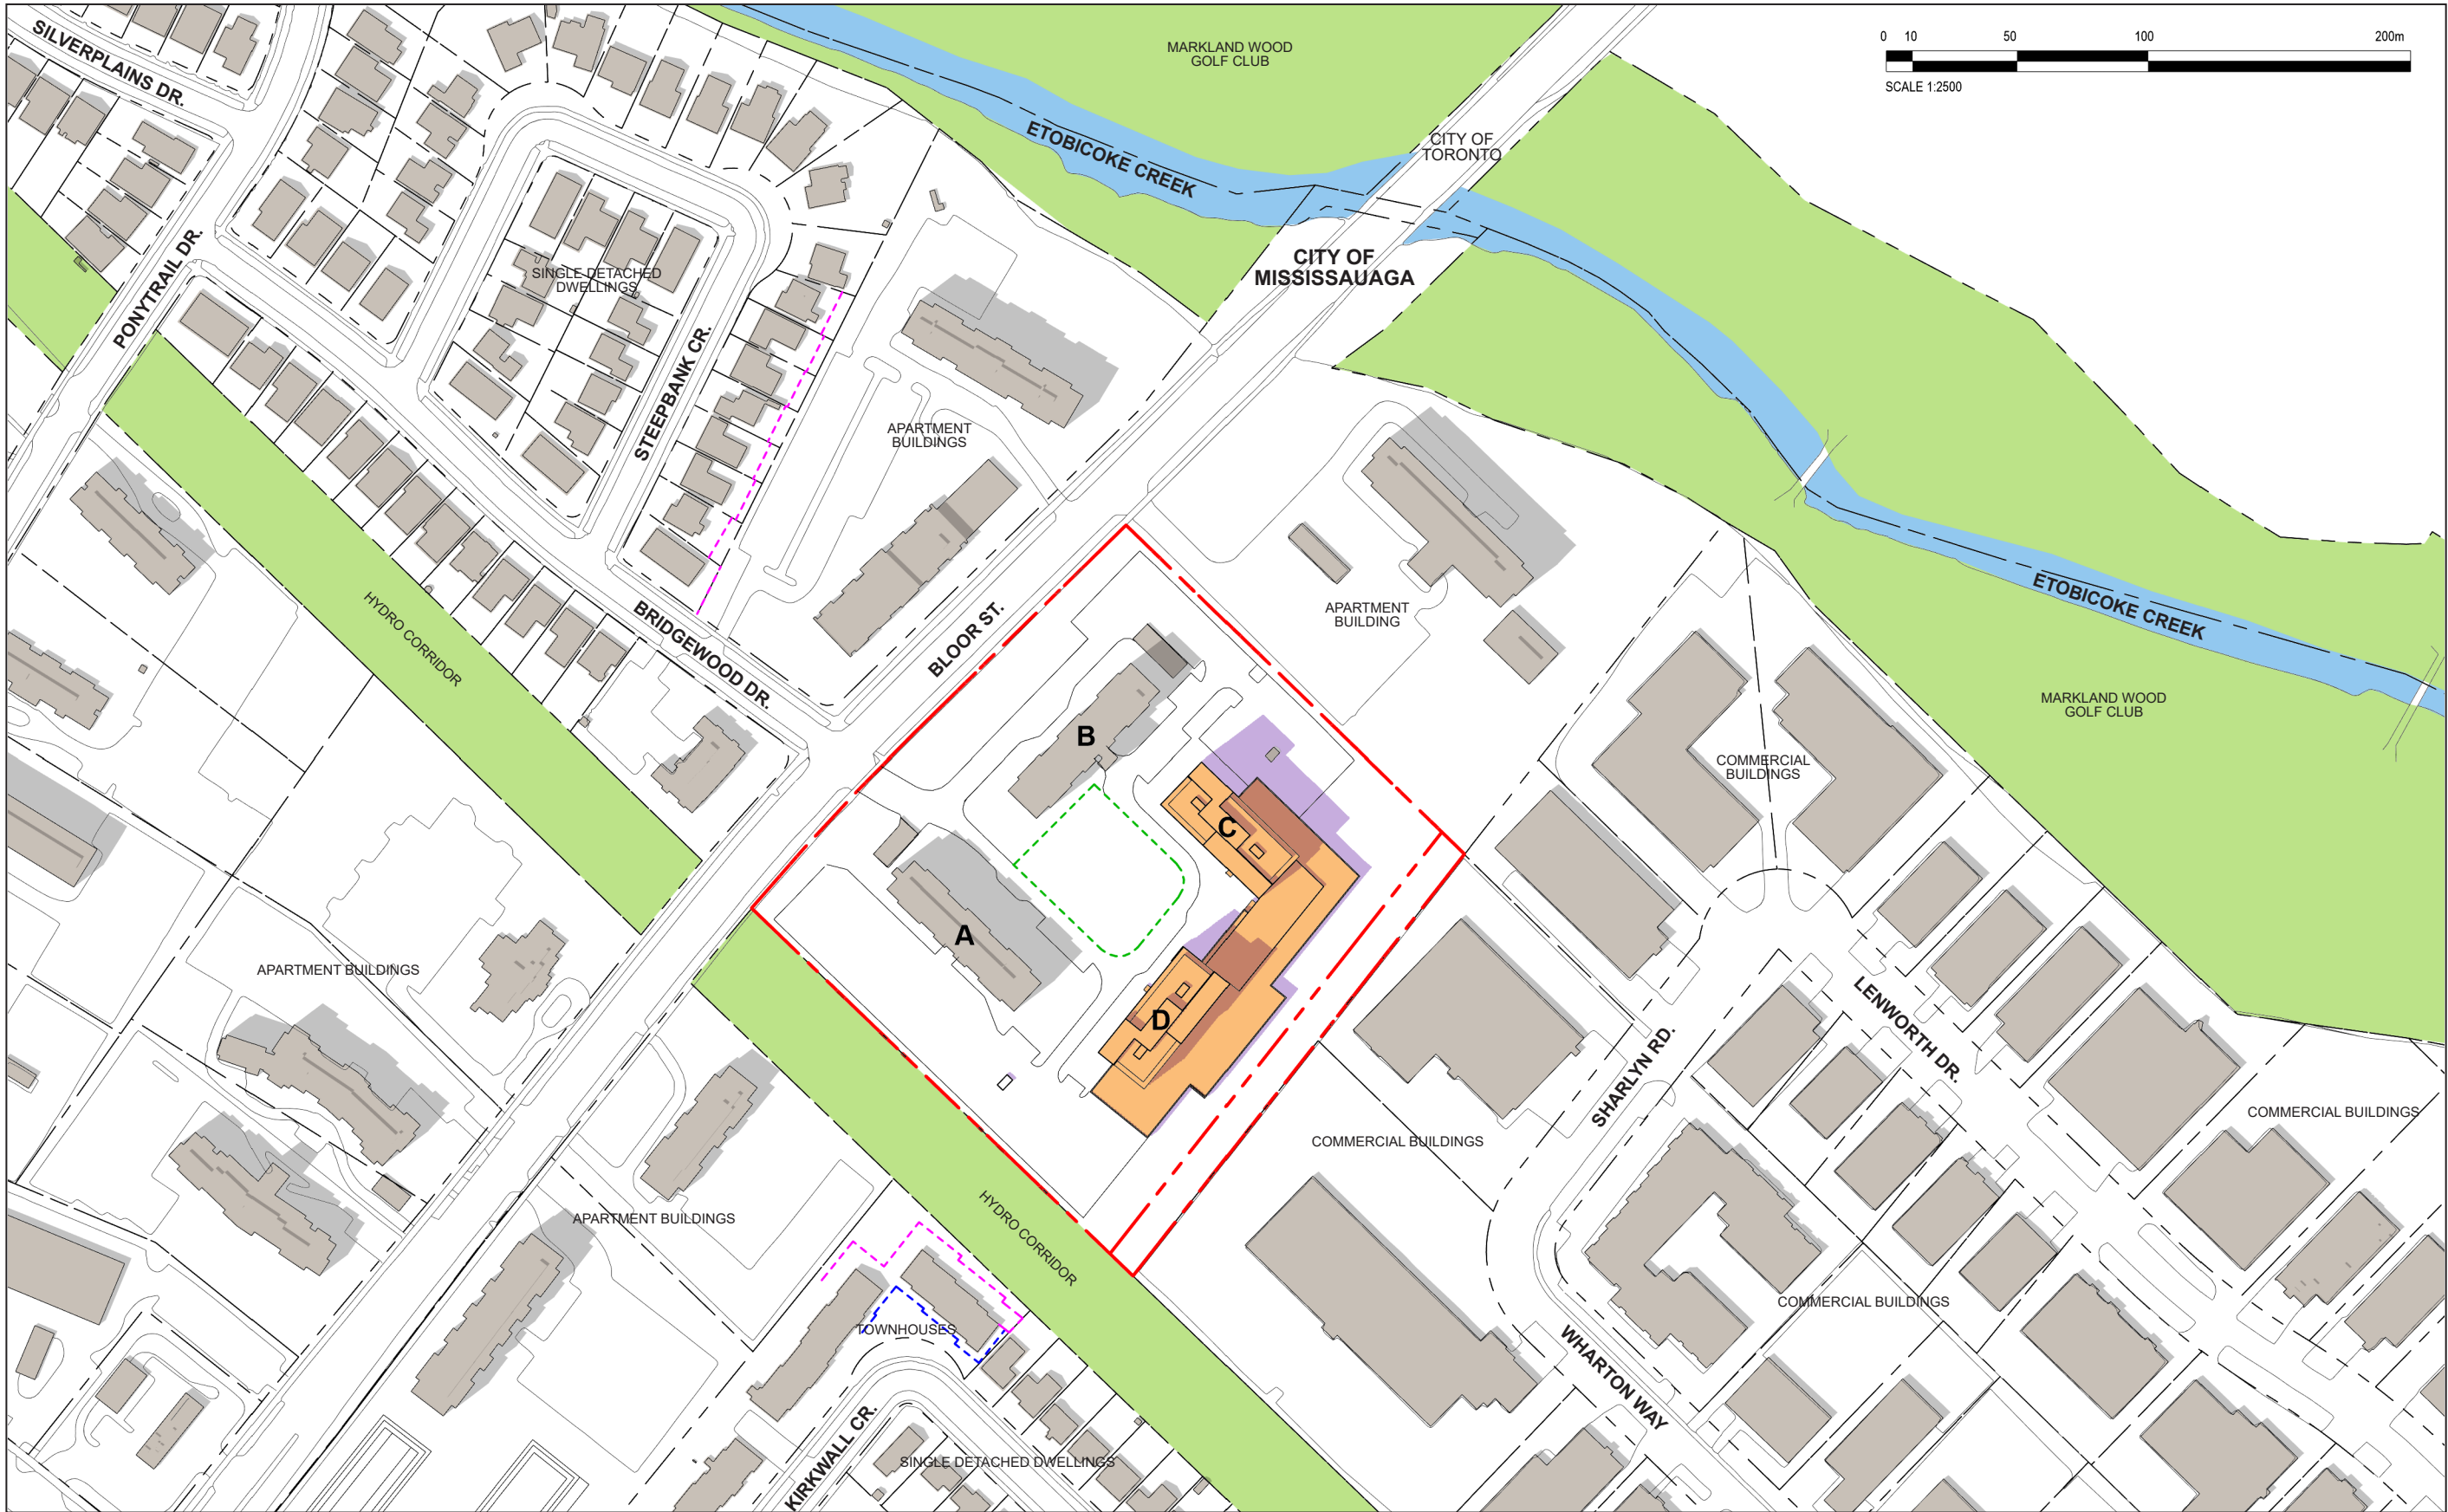 SILVERPLAINS DR.
MARKLAND WOOD
GOLF CLUB
0 10 50 100 200m
SCALE 1:2500
ETOBICOKE CREEK
CITY OF
TORONTO
CITY OF
MISSISSAUAGA
PONYTRAIL DR.
SINGLE DETACHED
DWELLINGS
STEEPBANK CR.
APARTMENT
BUILDINGS
HYDRO CORRIDOR
BRIDGEWOOD DR.
BLOOR ST.
APARTMENT
BUILDING
ETOBICOKE CREEK
MARKLAND WOOD
GOLF CLUB
B
COMMERCIAL
BUILDINGS
C
A
APARTMENT BUILDINGS
D
LENWORTH DR.
SHARLYN RD.
COMMERCIAL BUILDINGS
COMMERCIAL BUILDINGS
APARTMENT BUILDINGS
HYDRO CORRIDOR
COMMERCIAL BUILDINGS
TOWNHOUSES
WHARTON WAY
KIRKWALL CR.
SINGLE DETACHED DWELLINGS